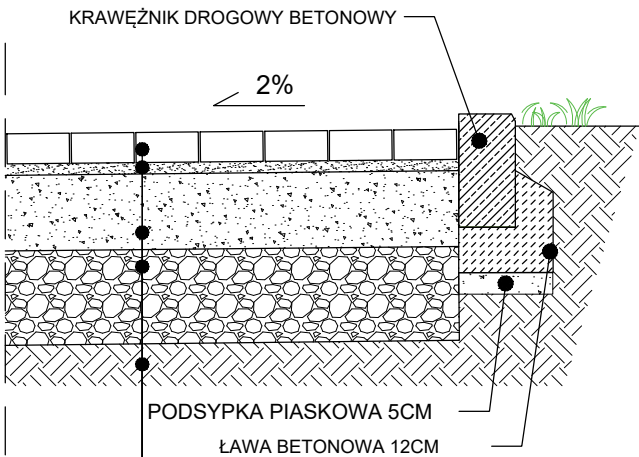 KRAWĘŻNIK DROGOWY BETONOWY
2%
PODSYPKA PIASKOWA 5CM
ŁAWA BETONOWA 12CM